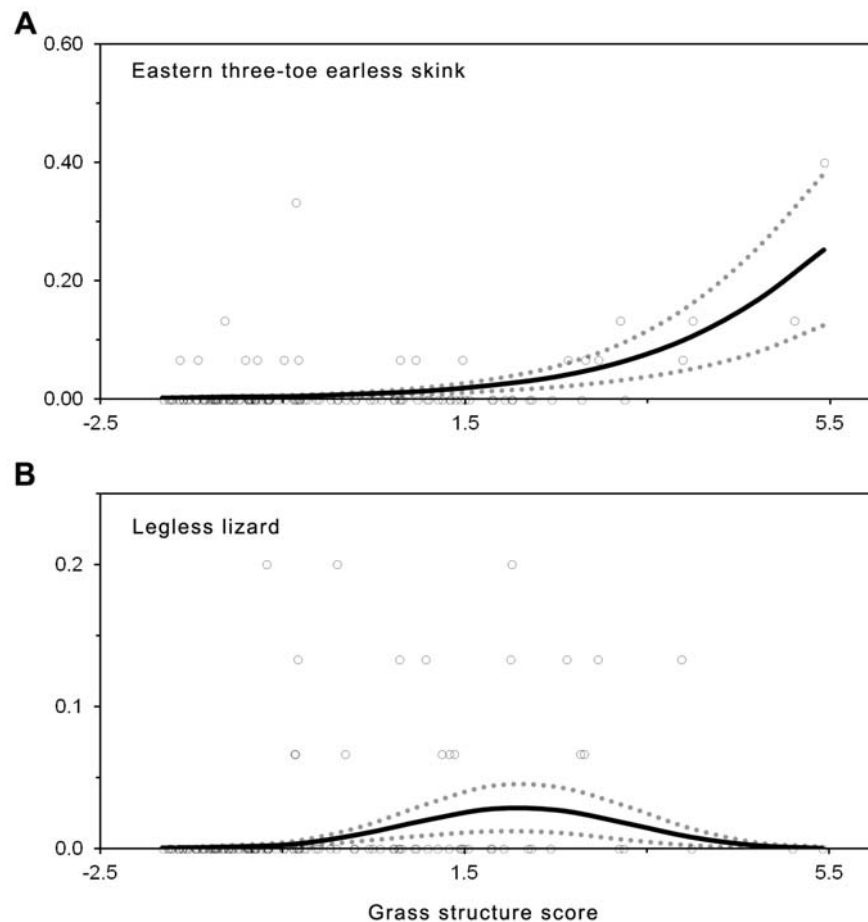 A
0.60
Eastern three-toe earless skink
0.40
0.20
0.00
-2.5
1.5
5.5
B
Legless lizard
0.2
0.1
0.0
-2.5
1.5
5.5
Grass structure score